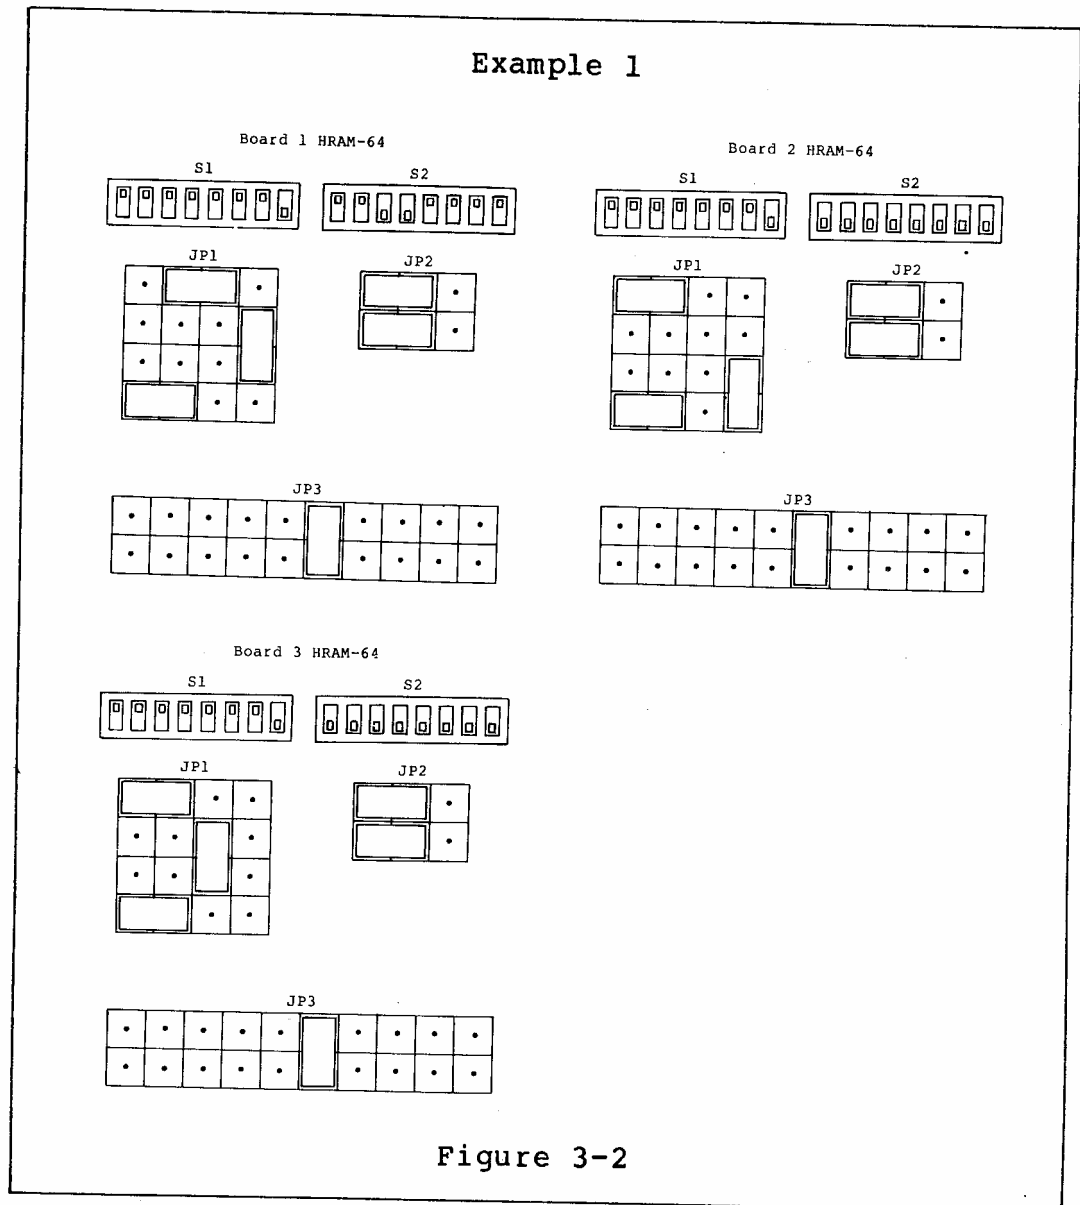 Example 1
Board 1 HRAM-64
S1
S2
JP1
JP2
JP3
Board 2 HRAM-64
S1
S2
JP1
JP2
JP3
Board 3 HRAM-64
S1
S2
JP1
JP2
JP3
Figure 3-2